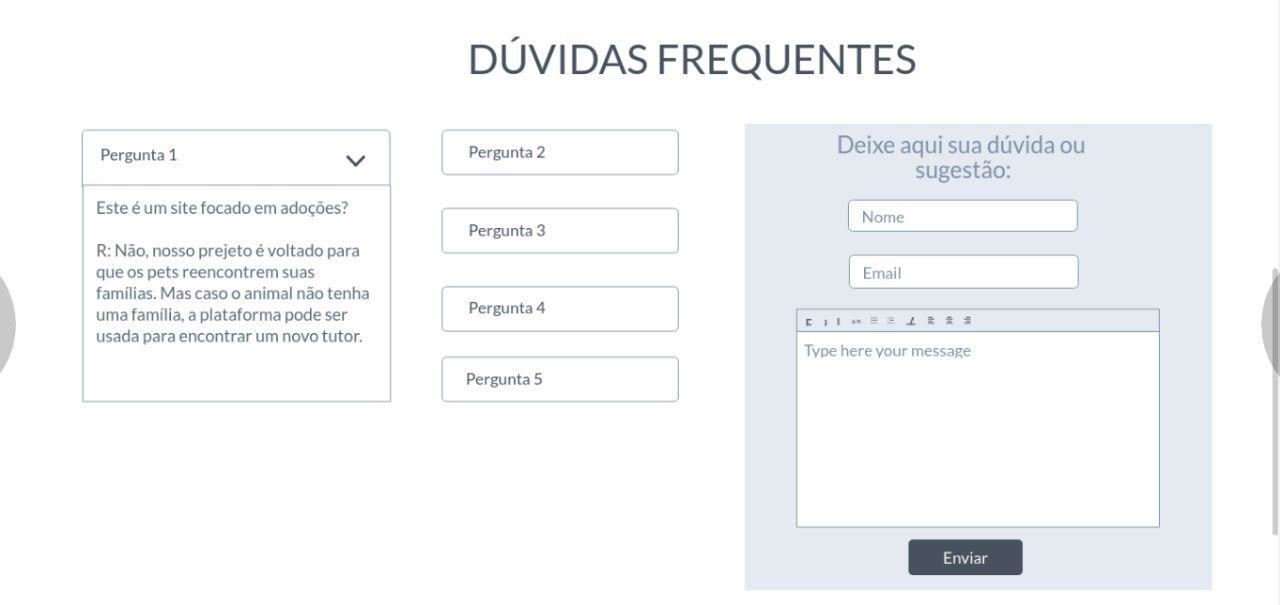 DÚVIDAS FREQUENTES
Pergunta 1
Este é um site focado em adoções?
R: Não, nosso prejeto é voltado para
que os pets reencontrem suas
famílias. Mas caso o animal não tenha
uma família, a plataforma pode ser
usada para encontrar um novo tutor.
Pergunta 2
Pergunta 3
Pergunta 4
Pergunta 5
Deixe aqui sua dúvida ou
sugestão:
Nome
Email
Type here your message
Enviar